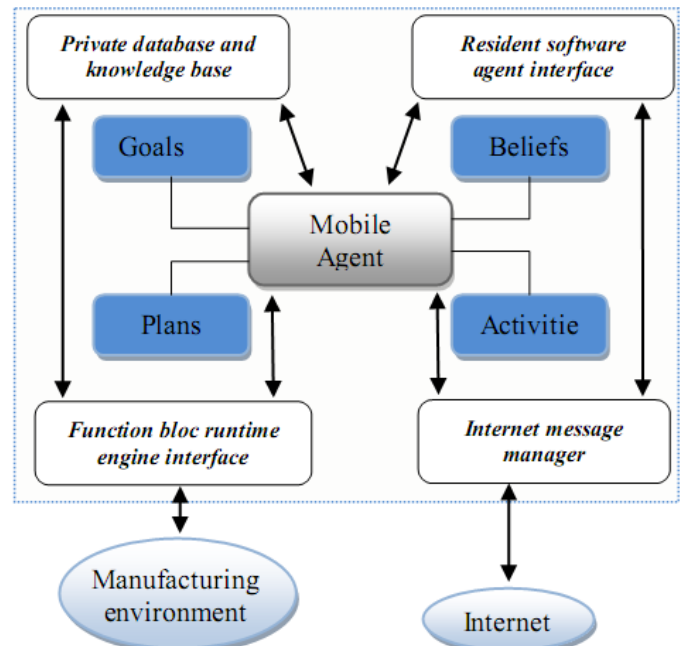 Private database and
knowledge base
Resident software
agent interface
Goals
Beliefs
Mobile
Agent
Plans
Activitie
Function bloc runtime
engine interface
Internet message
manager
Manufacturing
environment
Internet